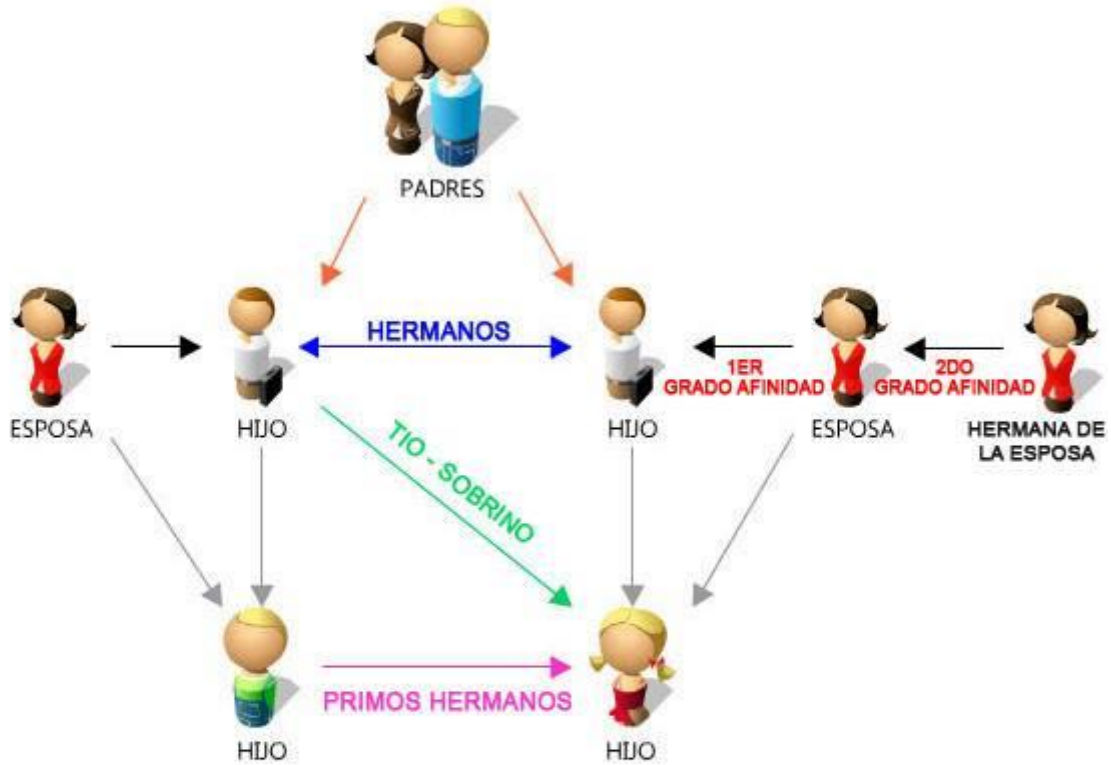 PADRES
HERMANOS
1ER
GRADO AFINIDAD
2DO
GRADO AFINIDAD
ESPOSA
HIJO
HIJO
ESPOSA
HERMANA DE
LA ESPOSA
TIO - SOBRINO
PRIMOS HERMANOS
HIJO
HIJO